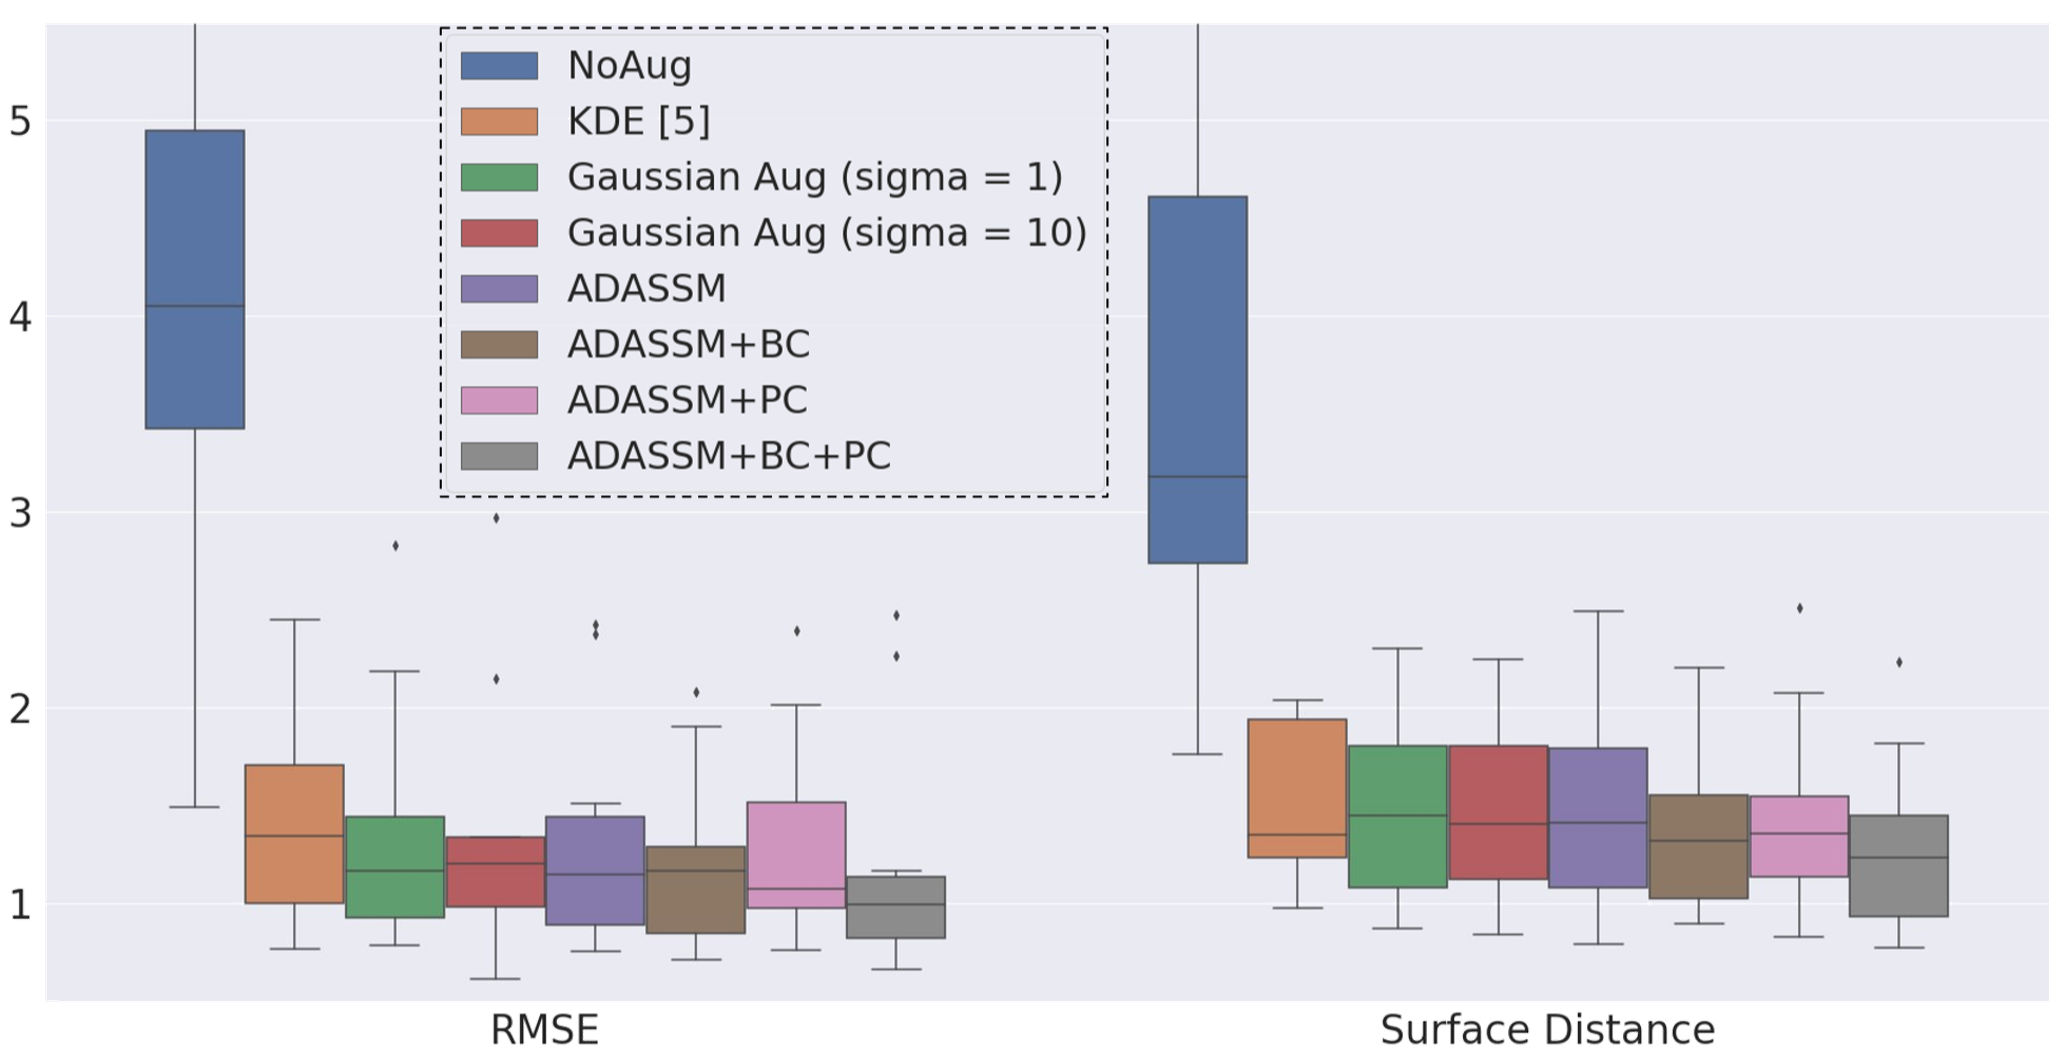 5
4
3
2
1
NoAug
KDE [5]
Gaussian Aug (sigma = 1)
Gaussian Aug (sigma = 10)
ADASSM
ADASSM+BC
ADASSM+PC
ADASSM+BC+PC
RMSE
Surface Distance